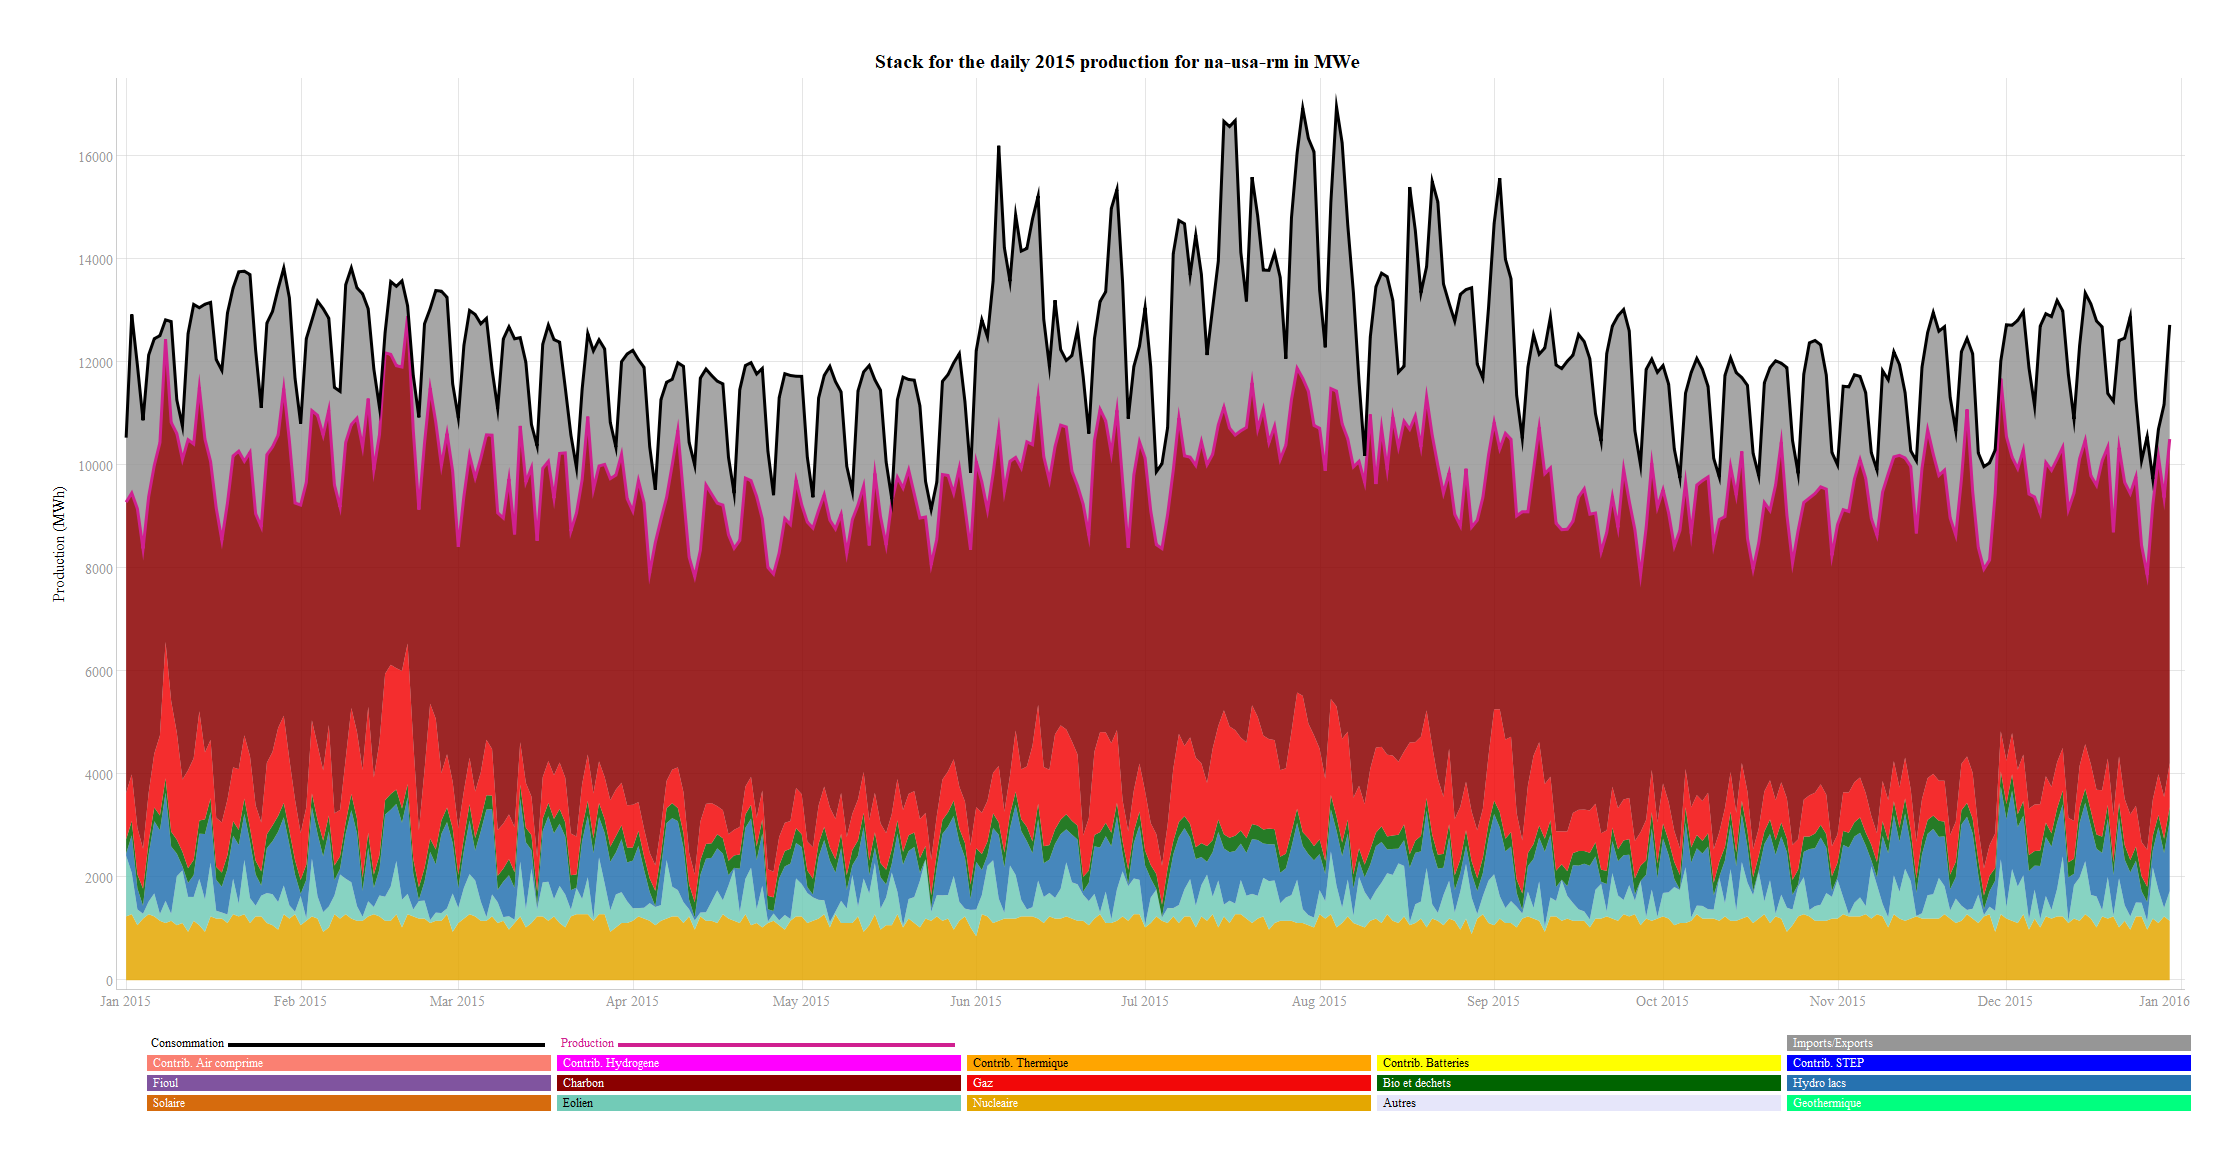 Stack for the daily 2015 production for na-usa-rm in MWe
Production (MWh)
16000
14000
12000
10000
8000
6000
4000
2000
0
Jan 2015 Feb 2015 Mar 2015 Apr 2015 May 2015 Jun 2015 Jul 2015 Aug 2015 Sep 2015 Oct 2015 Nov 2015 Dec 2015 Jan 2016
Consommation Production Imports/Exports
Contrib. Air comprime Contrib. Hydrogene Contrib. Thermique Contrib. Batteries Contrib. STEP
Fioul Charbon Gaz Bio et dechets Hydro lacs
Solaire Eolien Nucleaire Autres Geothermique